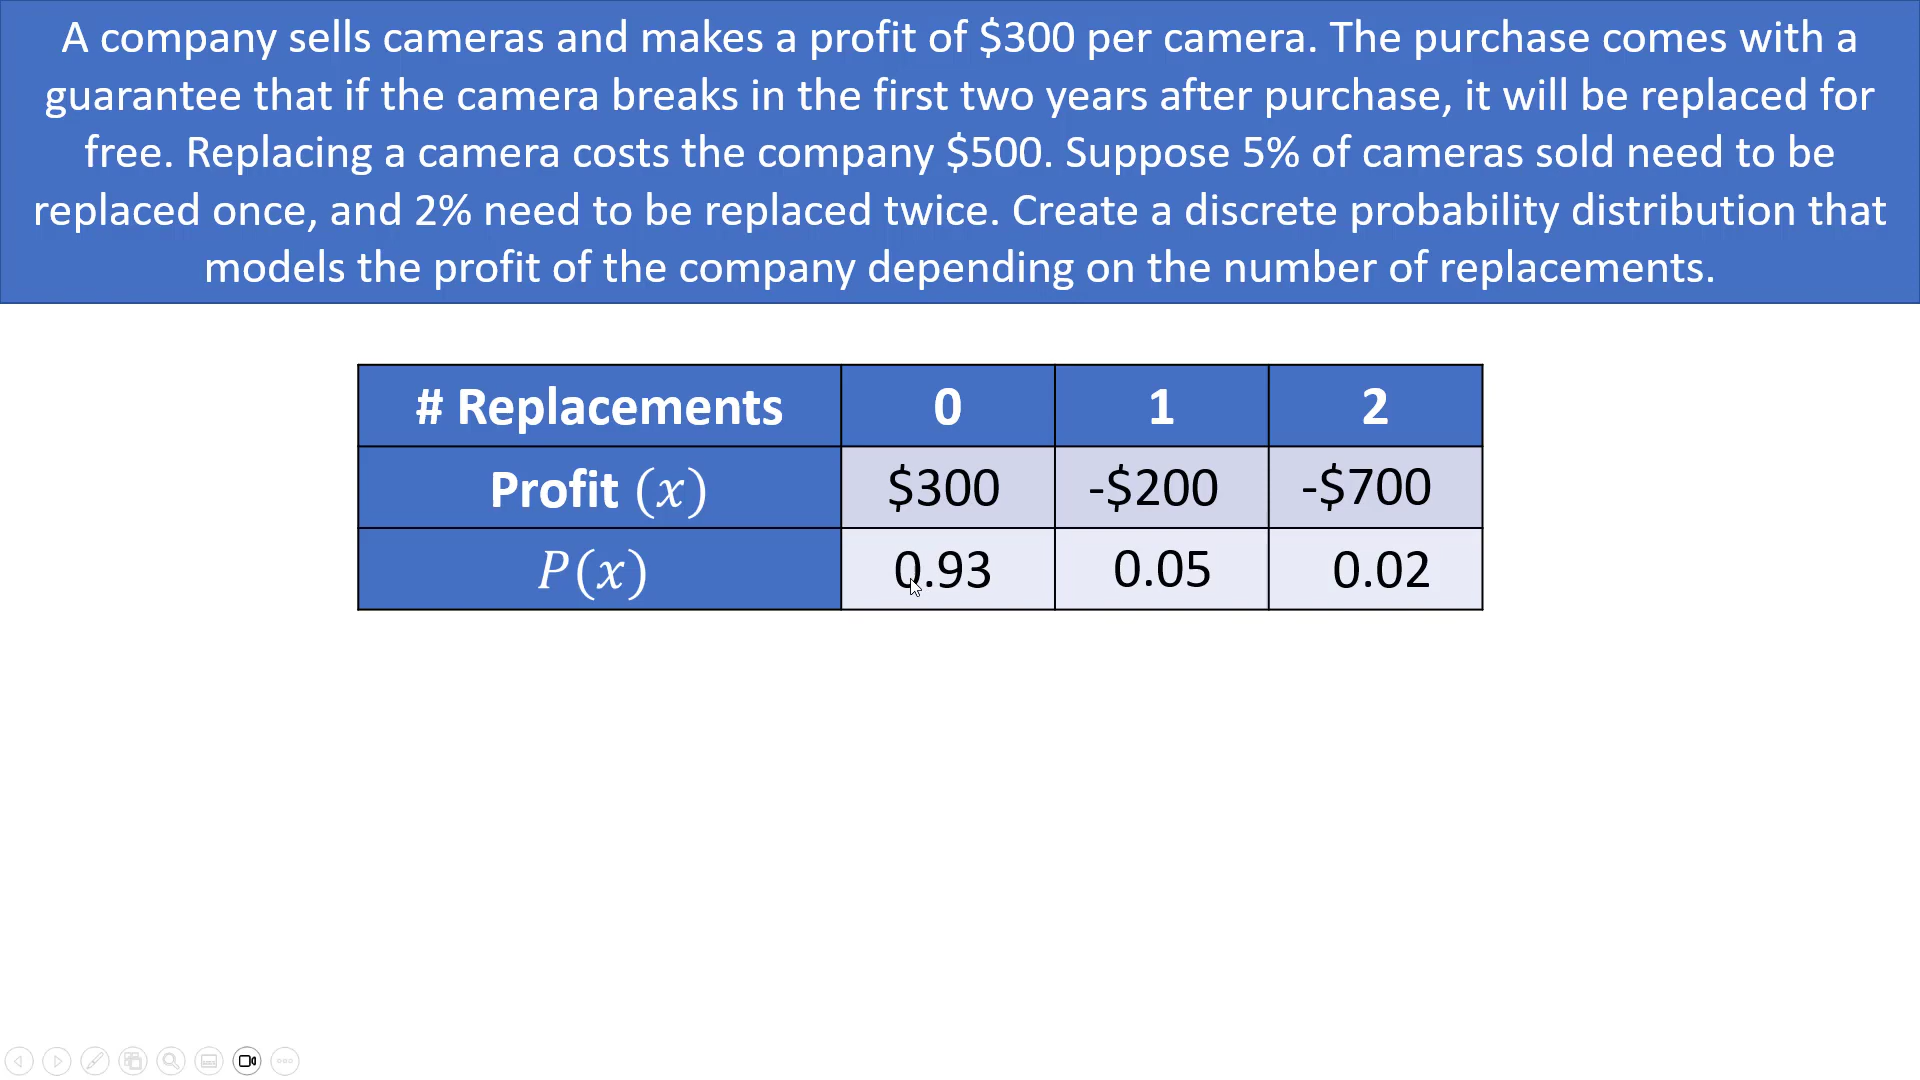 A company sells cameras and makes a profit of $300 per camera. The purchase comes with a
guarantee that if the camera breaks in the first two years after purchase, it will be replaced for
free. Replacing a camera costs the company $500. Suppose 5% of cameras sold need to be
replaced once, and 2% need to be replaced twice. Create a discrete probability distribution that
models the profit of the company depending on the number of replacements.
# Replacements 0 1 2
Profit (x) $300 -$200 -$700
P(x) 0.93 0.05 0.02